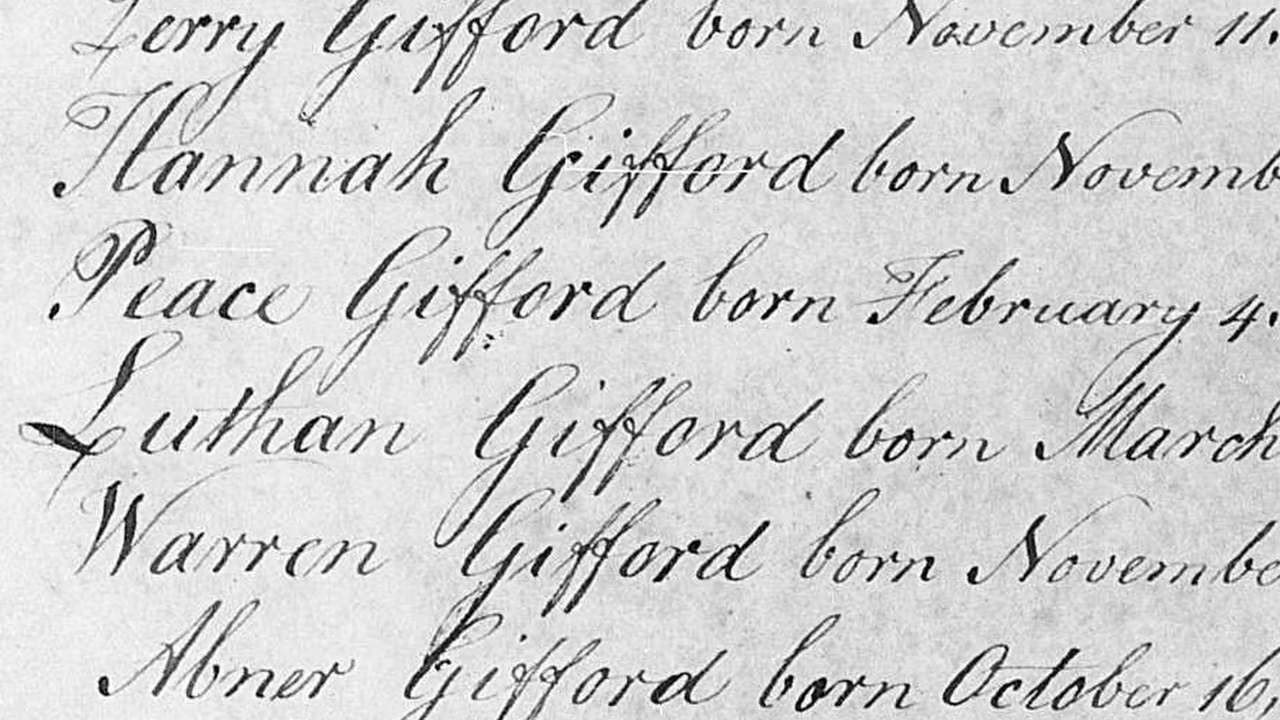 Gifford born November 11.
Hannah Gifford born Novemb
Peace Gifford born February 4.
Luthan Gifford born March
Warren Gifford born Novembe
Abner Gifford born October 16,